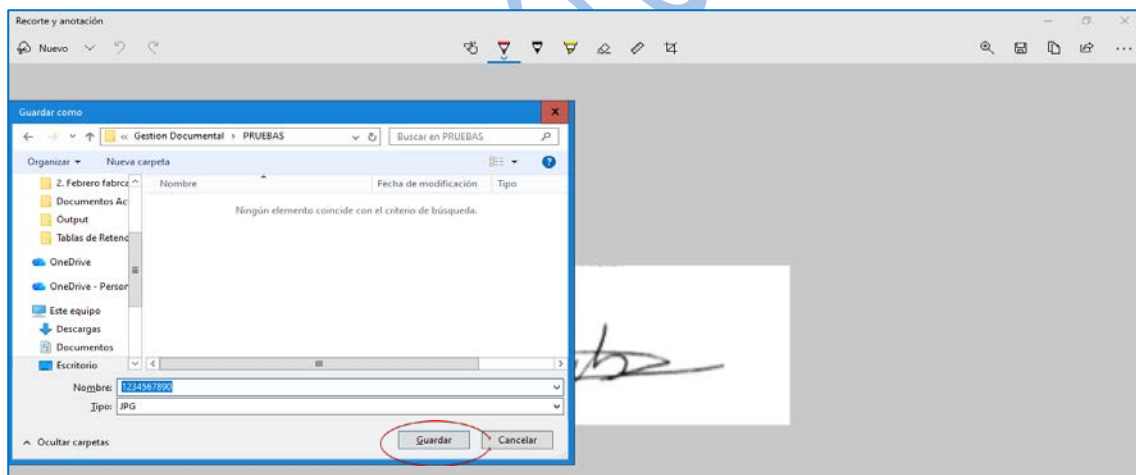 Recorte y anotación
Nuevo
Guardar como
« Gestion Documental › PRUEBAS
Buscar en PRUEBAS
Organizar
Nueva carpeta
Nombre
Fecha de modificación
Tipo
2. Febrero fabrca
Documentos Ac
Output
Tablas de Retenc
Ningún elemento coincide con el criterio de búsqueda.
OneDrive
OneDrive - Person
Este equipo
Descargas
Documentos
Escritorio
Nombre: 1234567890
Tipo: JPG
Ocultar carpetas
Guardar
Cancelar